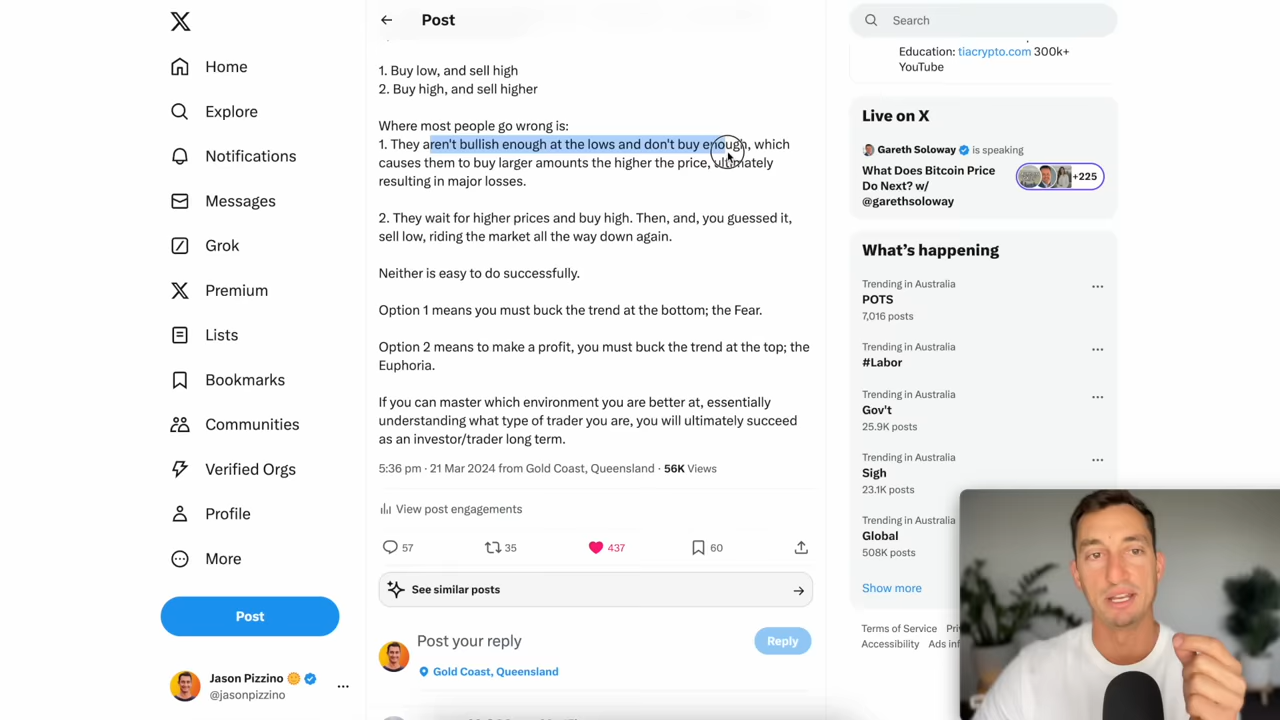 Post
Search
Home
Explore
Notifications
Messages
Grok
Premium
Lists
Bookmarks
Communities
Verified Orgs
Profile
More
Post
Jason Pizzino
@jasonpizzino
1. Buy low, and sell high
2. Buy high, and sell higher
Where most people go wrong is:
1. They aren't bullish enough at the lows and don't buy enough, which
causes them to buy larger amounts the higher the price, ultimately
resulting in major losses.
2. They wait for higher prices and buy high. Then, and, you guessed it,
sell low, riding the market all the way down again.
Neither is easy to do successfully.
Option 1 means you must buck the trend at the bottom; the Fear.
Option 2 means to make a profit, you must buck the trend at the top; the
Euphoria.
If you can master which environment you are better at, essentially
understanding what type of trader you are, you will ultimately succeed
as an investor/trader long term.
5:36 pm · 21 Mar 2024 from Gold Coast, Queensland · 56K Views
View post engagements
57 35 437 60
See similar posts
Post your reply
Reply
Gold Coast, Queensland
Education: tiacrypto.com 300k+
YouTube
Live on X
Gareth Soloway is speaking
What Does Bitcoin Price
Do Next? w/
@garethsoloway
+225
What's happening
Trending in Australia
POTS
7,016 posts
Trending in Australia
#Labor
Trending in Australia
Gov't
25.9K posts
Trending in Australia
Sigh
23.1K posts
Trending in Australia
Global
508K posts
Show more
Terms of Service
Accessibility